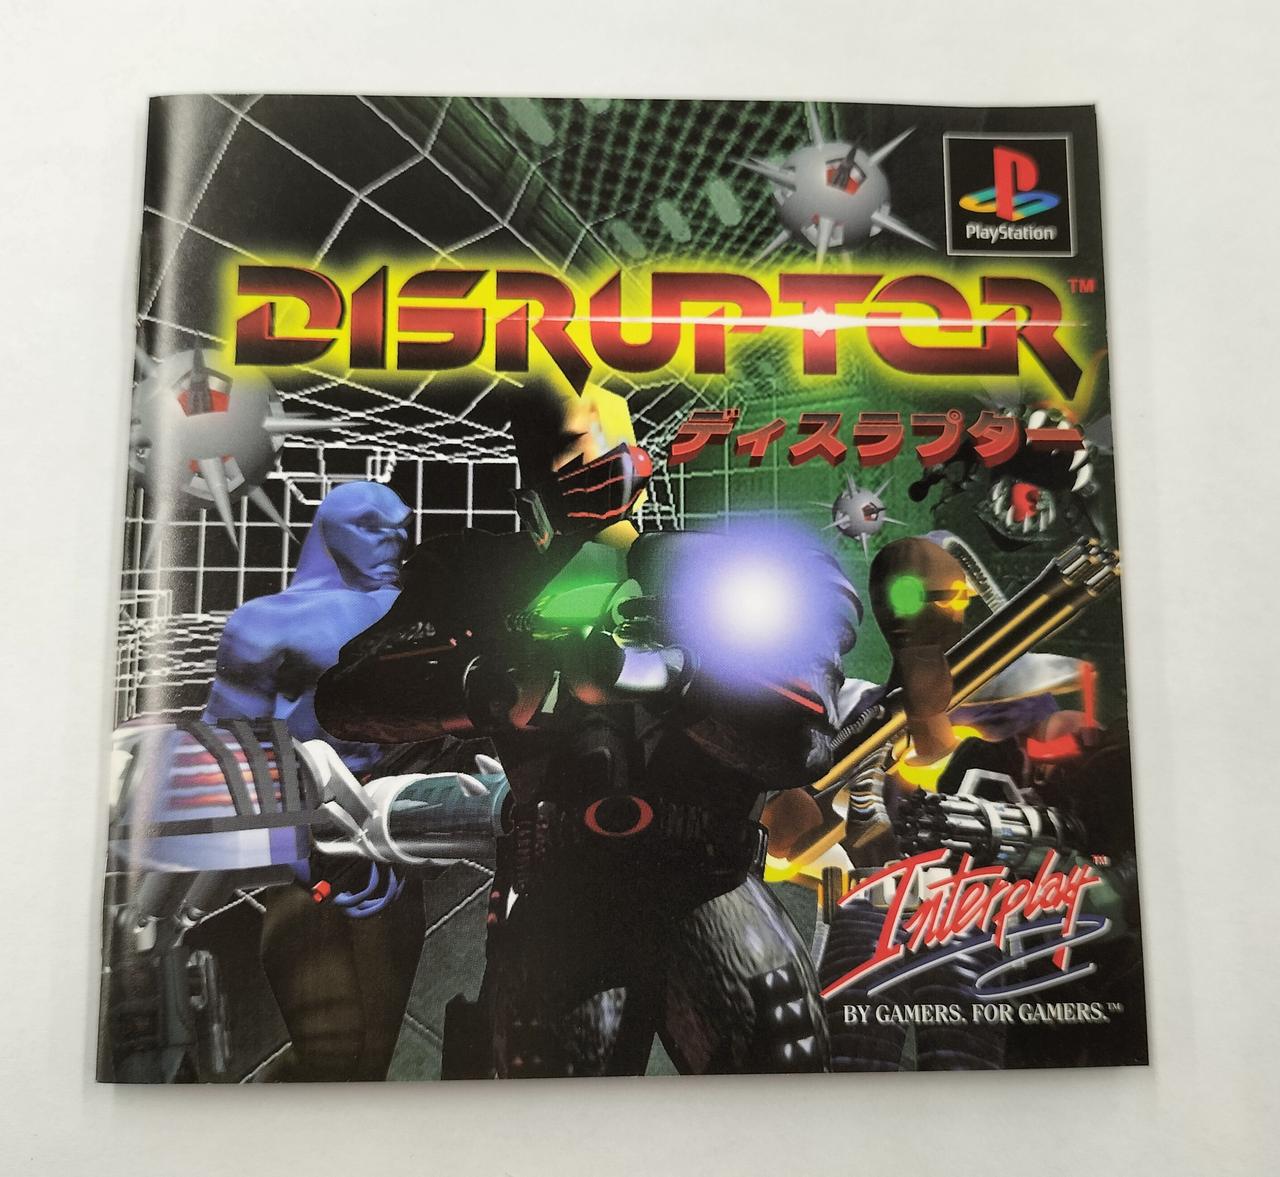 PlayStation
DISRUPTOR™
ディスラプター
Interplay™
BY GAMERS. FOR GAMERS.™